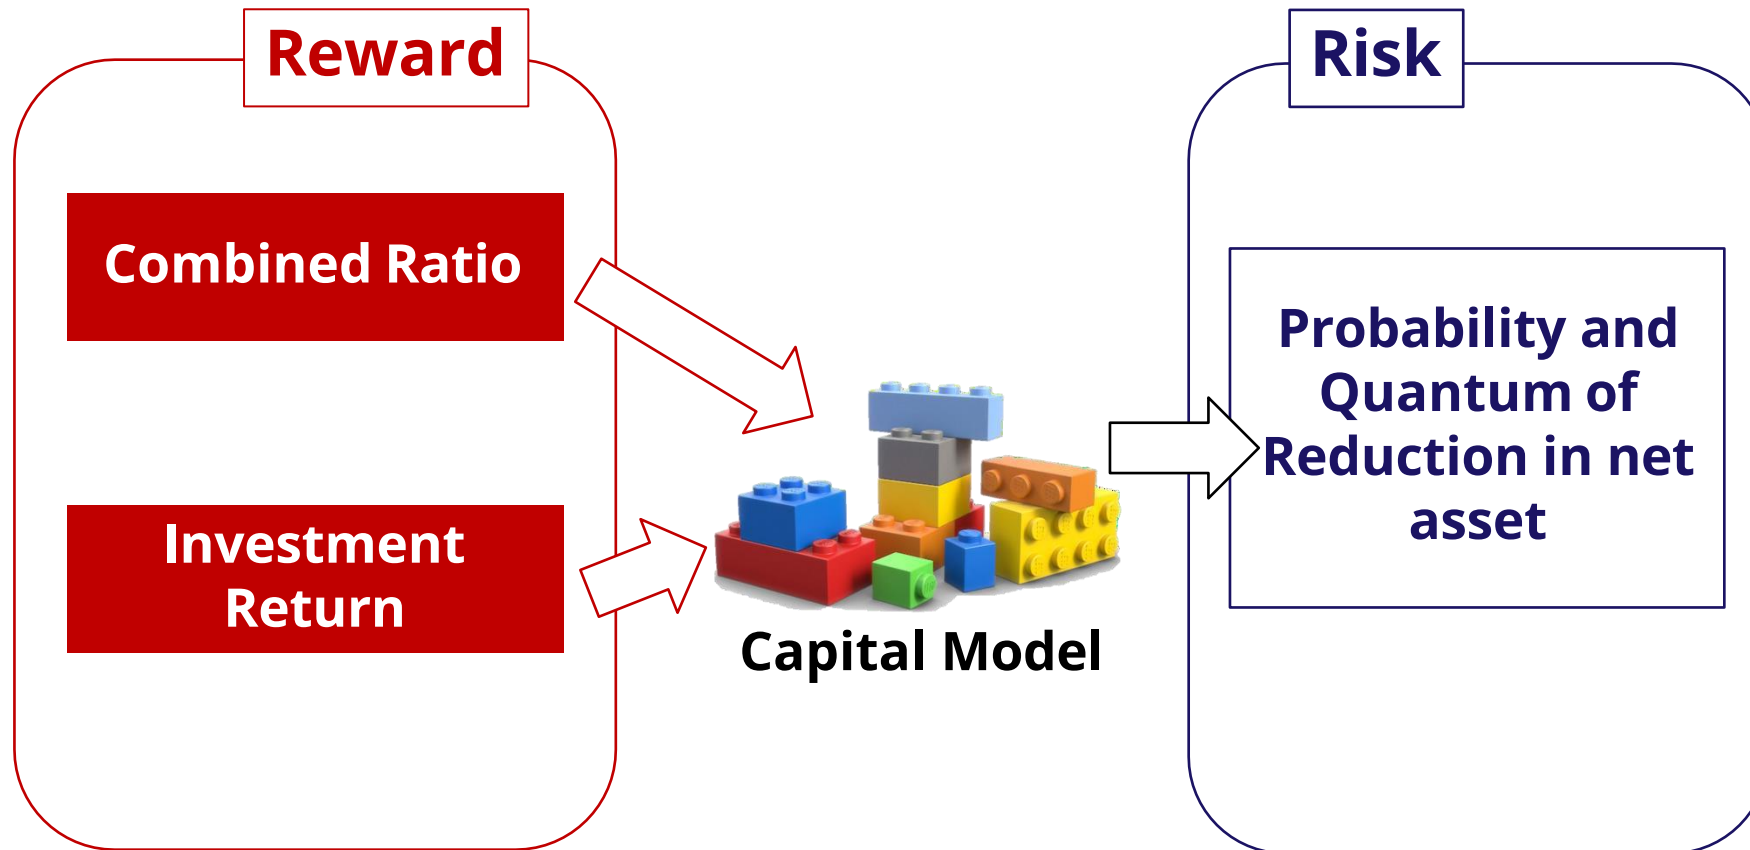 Reward
Risk
Combined Ratio
Investment
Return
Capital Model
Probability and
Quantum of
Reduction in net
asset